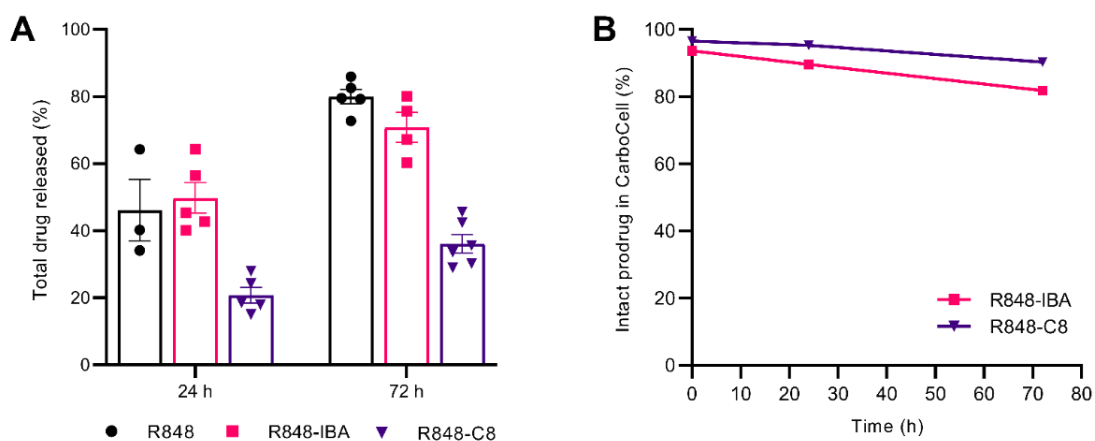 A
Total drug released (%)
100
80
60
40
20
0
24 h
72 h
R848
R848-IBA
R848-C8
B
Intact prodrug in CarboCell (%)
100
80
60
40
20
0
R848-IBA
R848-C8
0 10 20 30 40 50 60 70 80
Time (h)